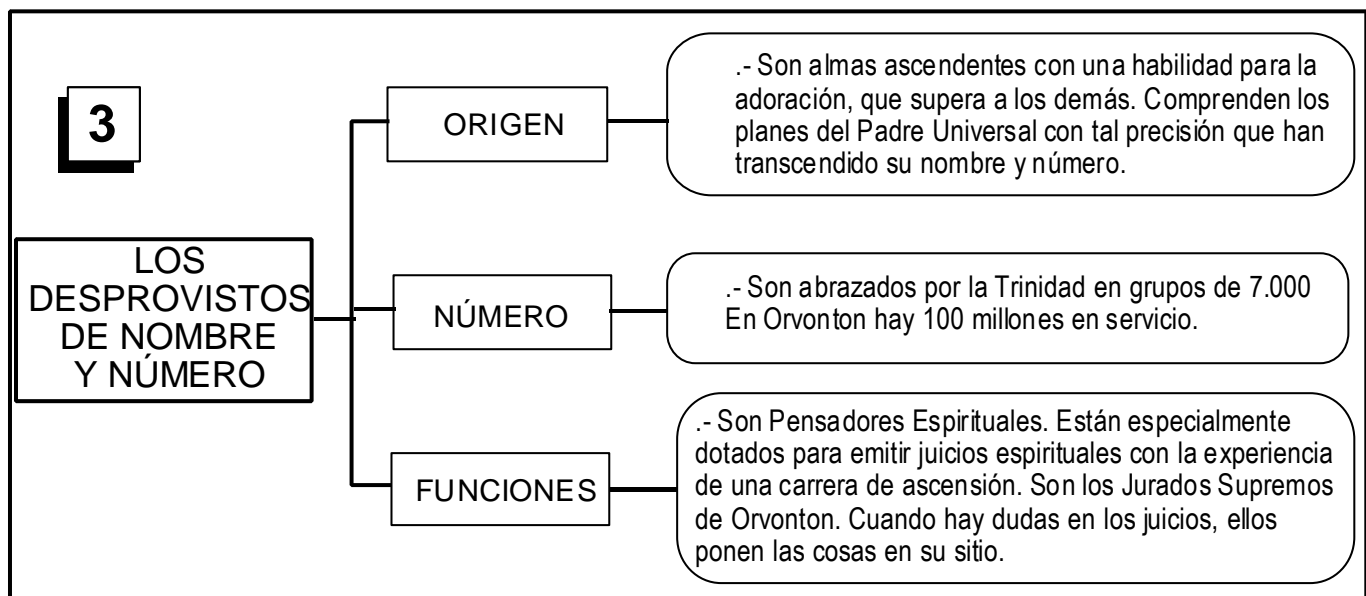 3
LOS
DESPROVISTOS
DE NOMBRE
Y NÚMERO
ORIGEN
.- Son almas ascendentes con una habilidad para la
adoración, que supera a los demás. Comprenden los
planes del Padre Universal con tal precisión que han
transcendido su nombre y número.
NÚMERO
.- Son abrazados por la Trinidad en grupos de 7.000
En Orvonton hay 100 millones en servicio.
FUNCIONES
.- Son Pensadores Espirituales. Están especialmente
dotados para emitir juicios espirituales con la experiencia
de una carrera de ascensión. Son los Jurados Supremos
de Orvonton. Cuando hay dudas en los juicios, ellos
ponen las cosas en su sitio.